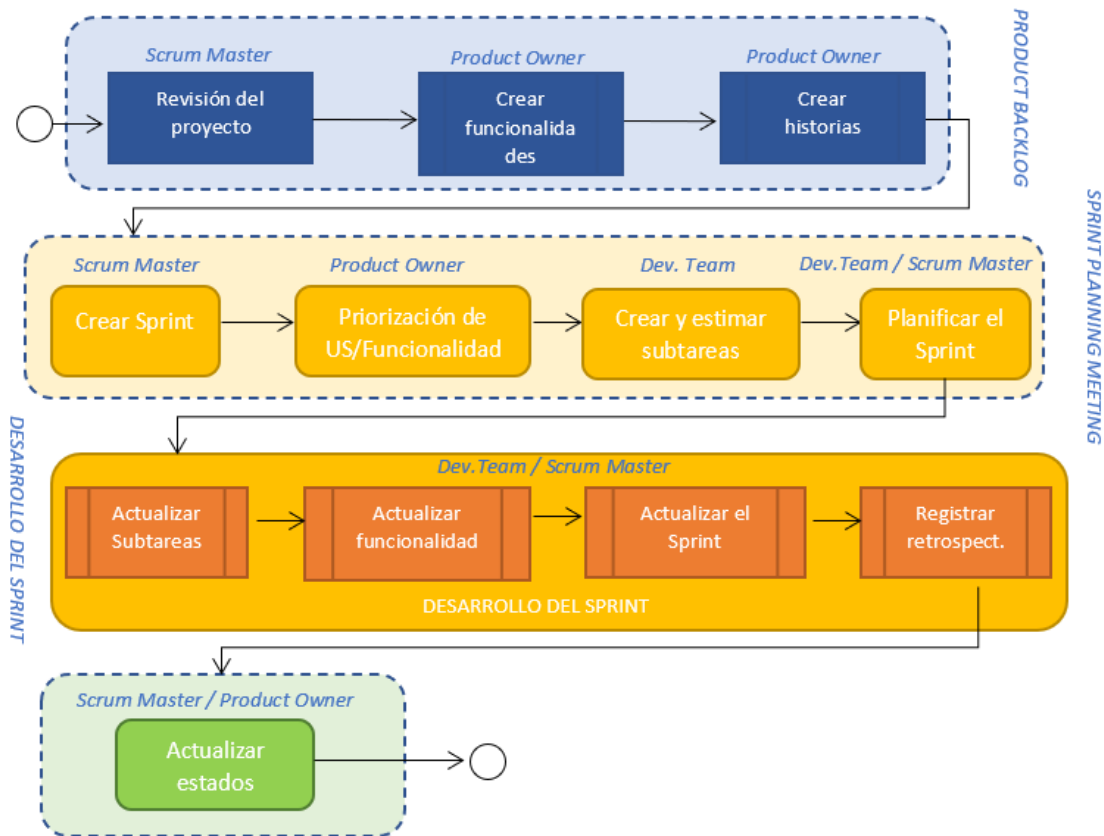 PRODUCT BACKLOG
Scrum Master
Product Owner
Product Owner
Revisión del
proyecto
Crear
funcionalida
des
Crear
historias
SPRINT PLANNING MEETING
Scrum Master
Product Owner
Dev. Team
Dev.Team / Scrum Master
Crear Sprint
Priorización de
US/Funcionalidad
Crear y estimar
subtareas
Planificar el
Sprint
DESARROLLO DEL SPRINT
Dev.Team / Scrum Master
Actualizar
Subtareas
Actualizar
funcionalidad
Actualizar el
Sprint
Registrar
retrospect.
DESARROLLO DEL SPRINT
Scrum Master / Product Owner
Actualizar
estados